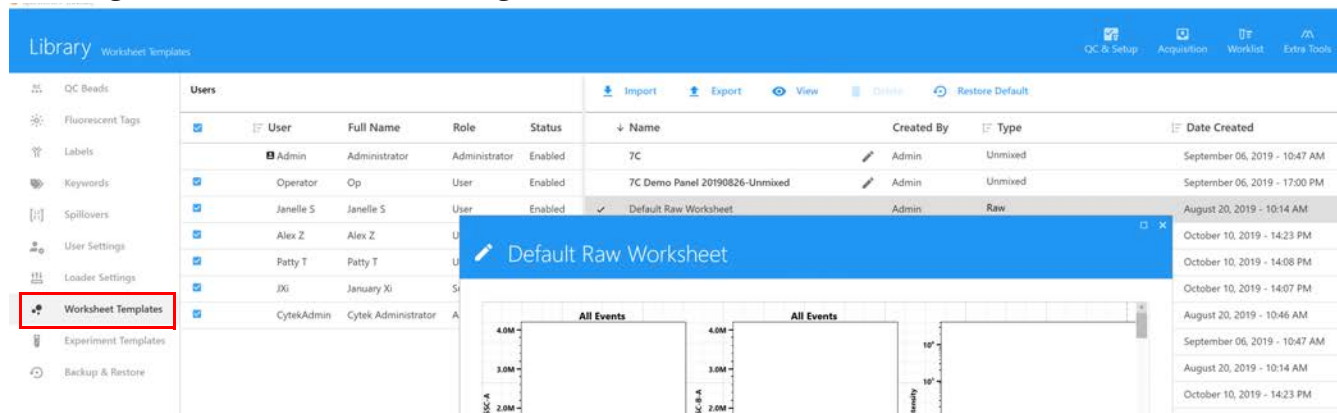 Library Worksheet Templates
QC & Setup Acquisition Worklist Extra Tools
QC Beads
Fluorescent Tags
Labels
Keywords
Spillovers
User Settings
Loader Settings
Worksheet Templates
Experiment Templates
Backup & Restore
Users
User Full Name Role Status
Admin Administrator Administrator Enabled
Operator Op User Enabled
Janelle S Janelle S User Enabled
Alex Z Alex Z U
Patty T Patty T U
JXi January Xi S
CytekAdmin Cytek Administrator A
Import Export View Delete Restore Default
Name Created By Type Date Created
7C Admin Unmixed September 06, 2019 - 10:47 AM
7C Demo Panel 20190826-Unmixed Admin Unmixed September 06, 2019 - 17:00 PM
Default Raw Worksheet Admin Raw August 20, 2019 - 10:14 AM
October 10, 2019 - 14:23 PM
October 10, 2019 - 14:08 PM
October 10, 2019 - 14:07 PM
August 20, 2019 - 10:46 AM
September 06, 2019 - 10:47 AM
August 20, 2019 - 10:14 AM
October 10, 2019 - 14:23 PM
Default Raw Worksheet
All Events All Events
4.0M 4.0M
3.0M 3.0M
2.0M 2.0M
SSC-A